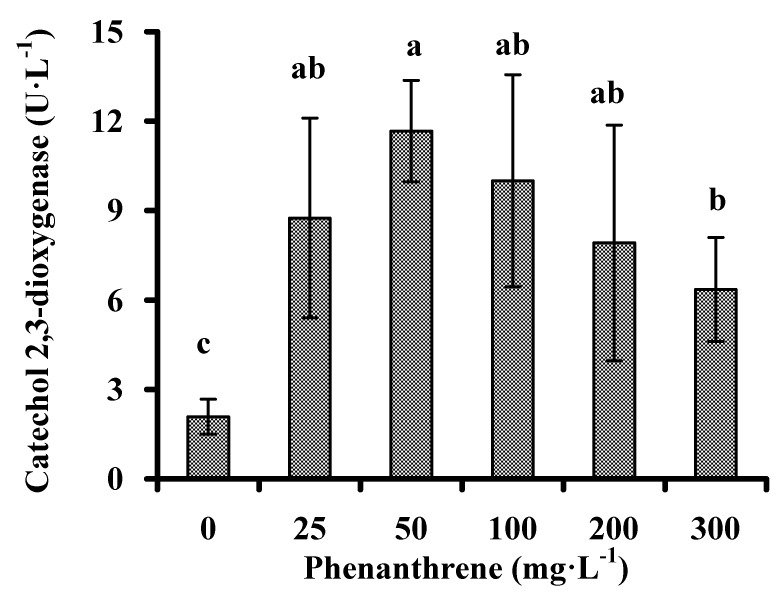 Catechol 2,3-dioxygenase (U·L⁻¹)
15
12
9
6
3
0
c
ab
a
ab
ab
b
0 25 50 100 200 300
Phenanthrene (mg·L⁻¹)